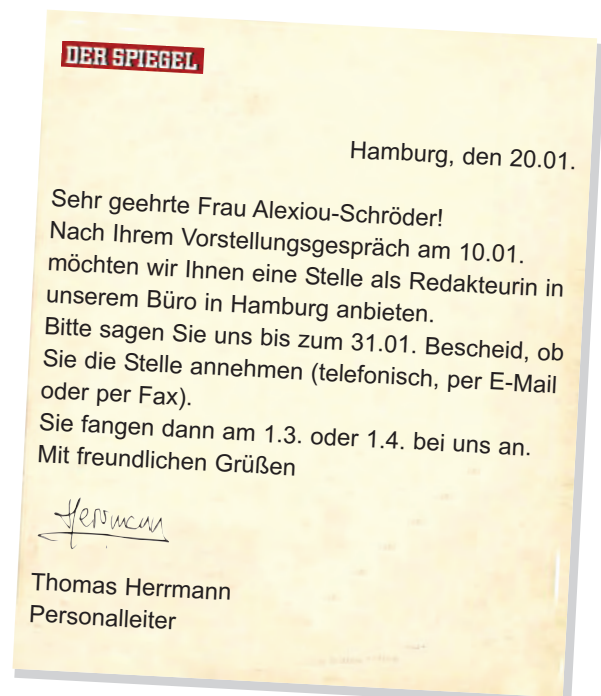 DER SPIEGEL
Hamburg, den 20.01.
Sehr geehrte Frau Alexiou-Schröder!
Nach Ihrem Vorstellungsgespräch am 10.01.
möchten wir Ihnen eine Stelle als Redakteurin in
unserem Büro in Hamburg anbieten.
Bitte sagen Sie uns bis zum 31.01. Bescheid, ob
Sie die Stelle annehmen (telefonisch, per E-Mail
oder per Fax).
Sie fangen dann am 1.3. oder 1.4. bei uns an.
Mit freundlichen Grüßen
Herrmann
Thomas Herrmann
Personalleiter